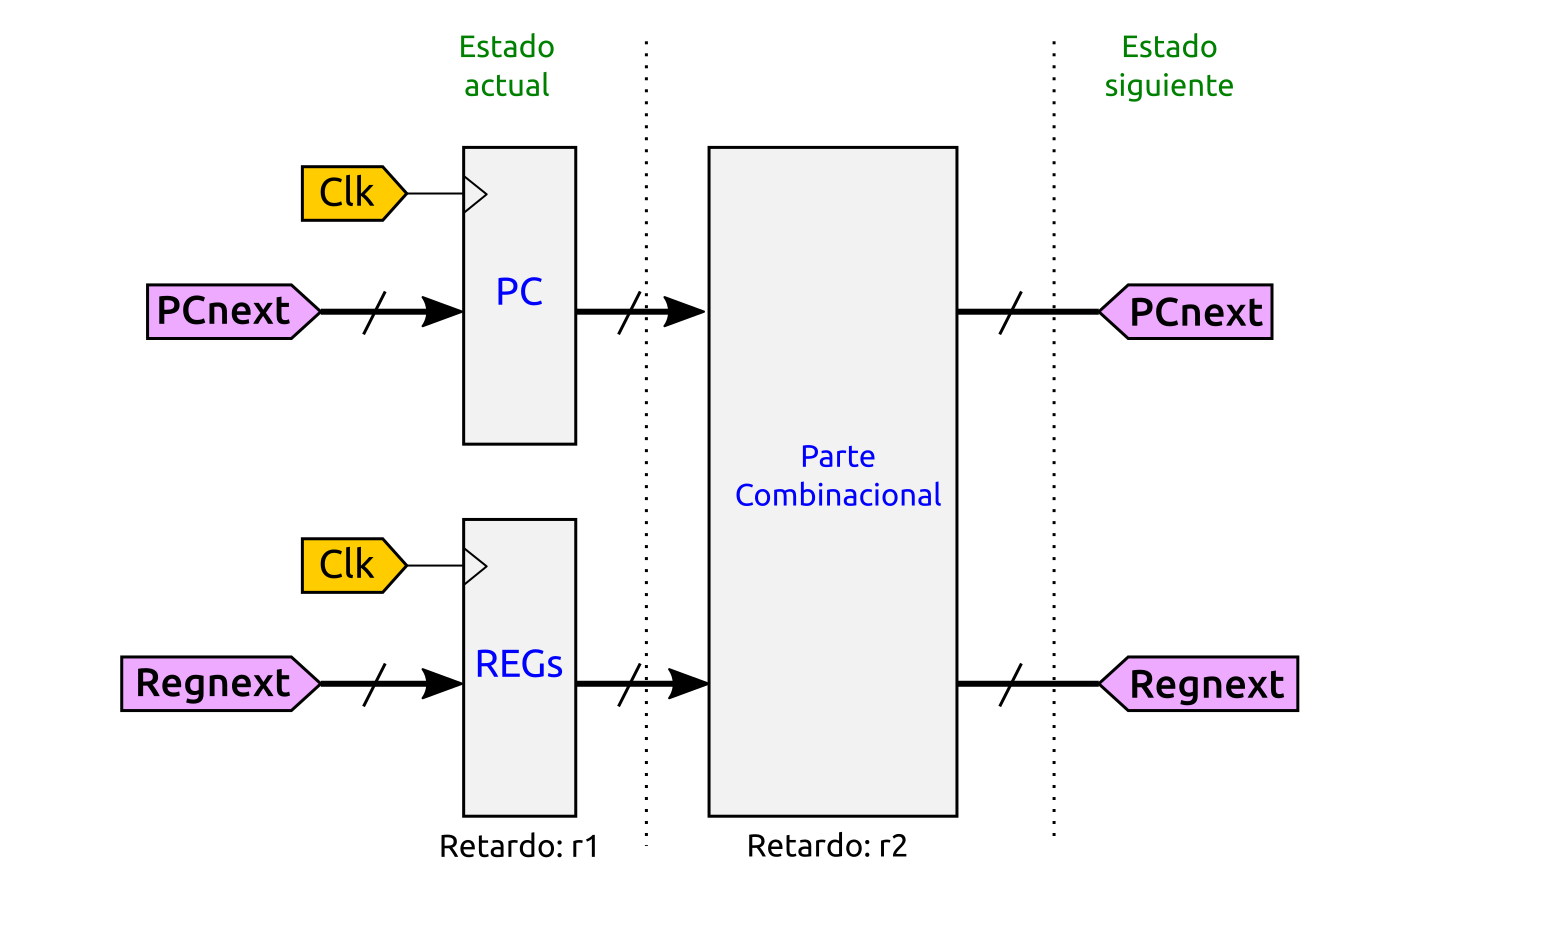 Estado
actual
Estado
siguiente
Clk
PCnext
PC
PCnext
Parte
Combinacional
Clk
Regnext
REGs
Regnext
Retardo: r1
Retardo: r2